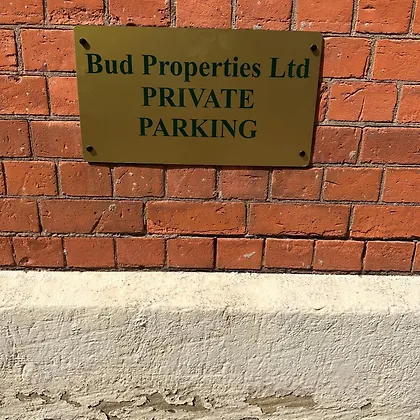 Bud Properties Ltd
PRIVATE
PARKING